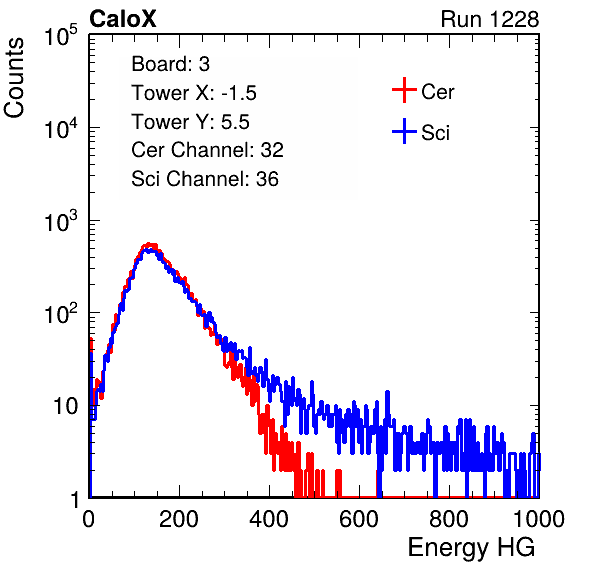 CaloX Run 1228
Counts
10^5
10^4
10^3
10^2
10
1
Board: 3
Tower X: -1.5
Tower Y: 5.5
Cer Channel: 32
Sci Channel: 36
Cer
Sci
0 200 400 600 800 1000
Energy HG